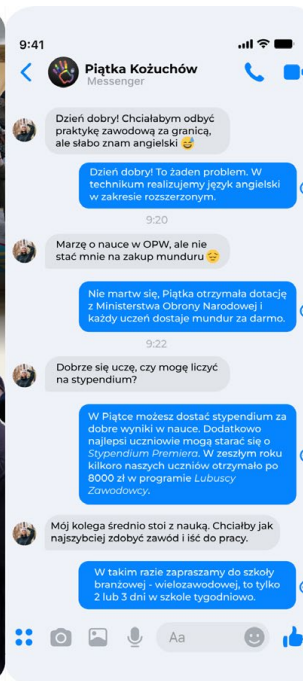 9:41
Piątka Kożuchów
Messenger
Dzień dobry! Chciałabym odbyć
praktykę zawodową za granicą,
ale słabo znam angielski 😅
Dzień dobry! To żaden problem. W
technikum realizujemy język angielski
w zakresie rozszerzonym.
9:20
Marzę o nauce w OPW, ale nie
stać mnie na zakup munduru 😔
Nie martw się, Piątka otrzymała dotację
z Ministerstwa Obrony Narodowej i
każdy uczeń dostaje mundur za darmo.
9:22
Dobrze się uczę, czy mogę liczyć
na stypendium?
W Piątce możesz dostać stypendium za
dobre wyniki w nauce. Dodatkowo
najlepsi uczniowie mogą starać się o
Stypendium Premiera. W zeszłym roku
kilkoro naszych uczniów otrzymało po
8000 zł w programie Lubuscy
Zawodowcy.
Mój kolega średnio stoi z nauką. Chciałby jak
najszybciej zdobyć zawód i iść do pracy.
W takim razie zapraszamy do szkoły
branżowej - wielozawodowej, to tylko
2 lub 3 dni w szkole tygodniowo.
Aa